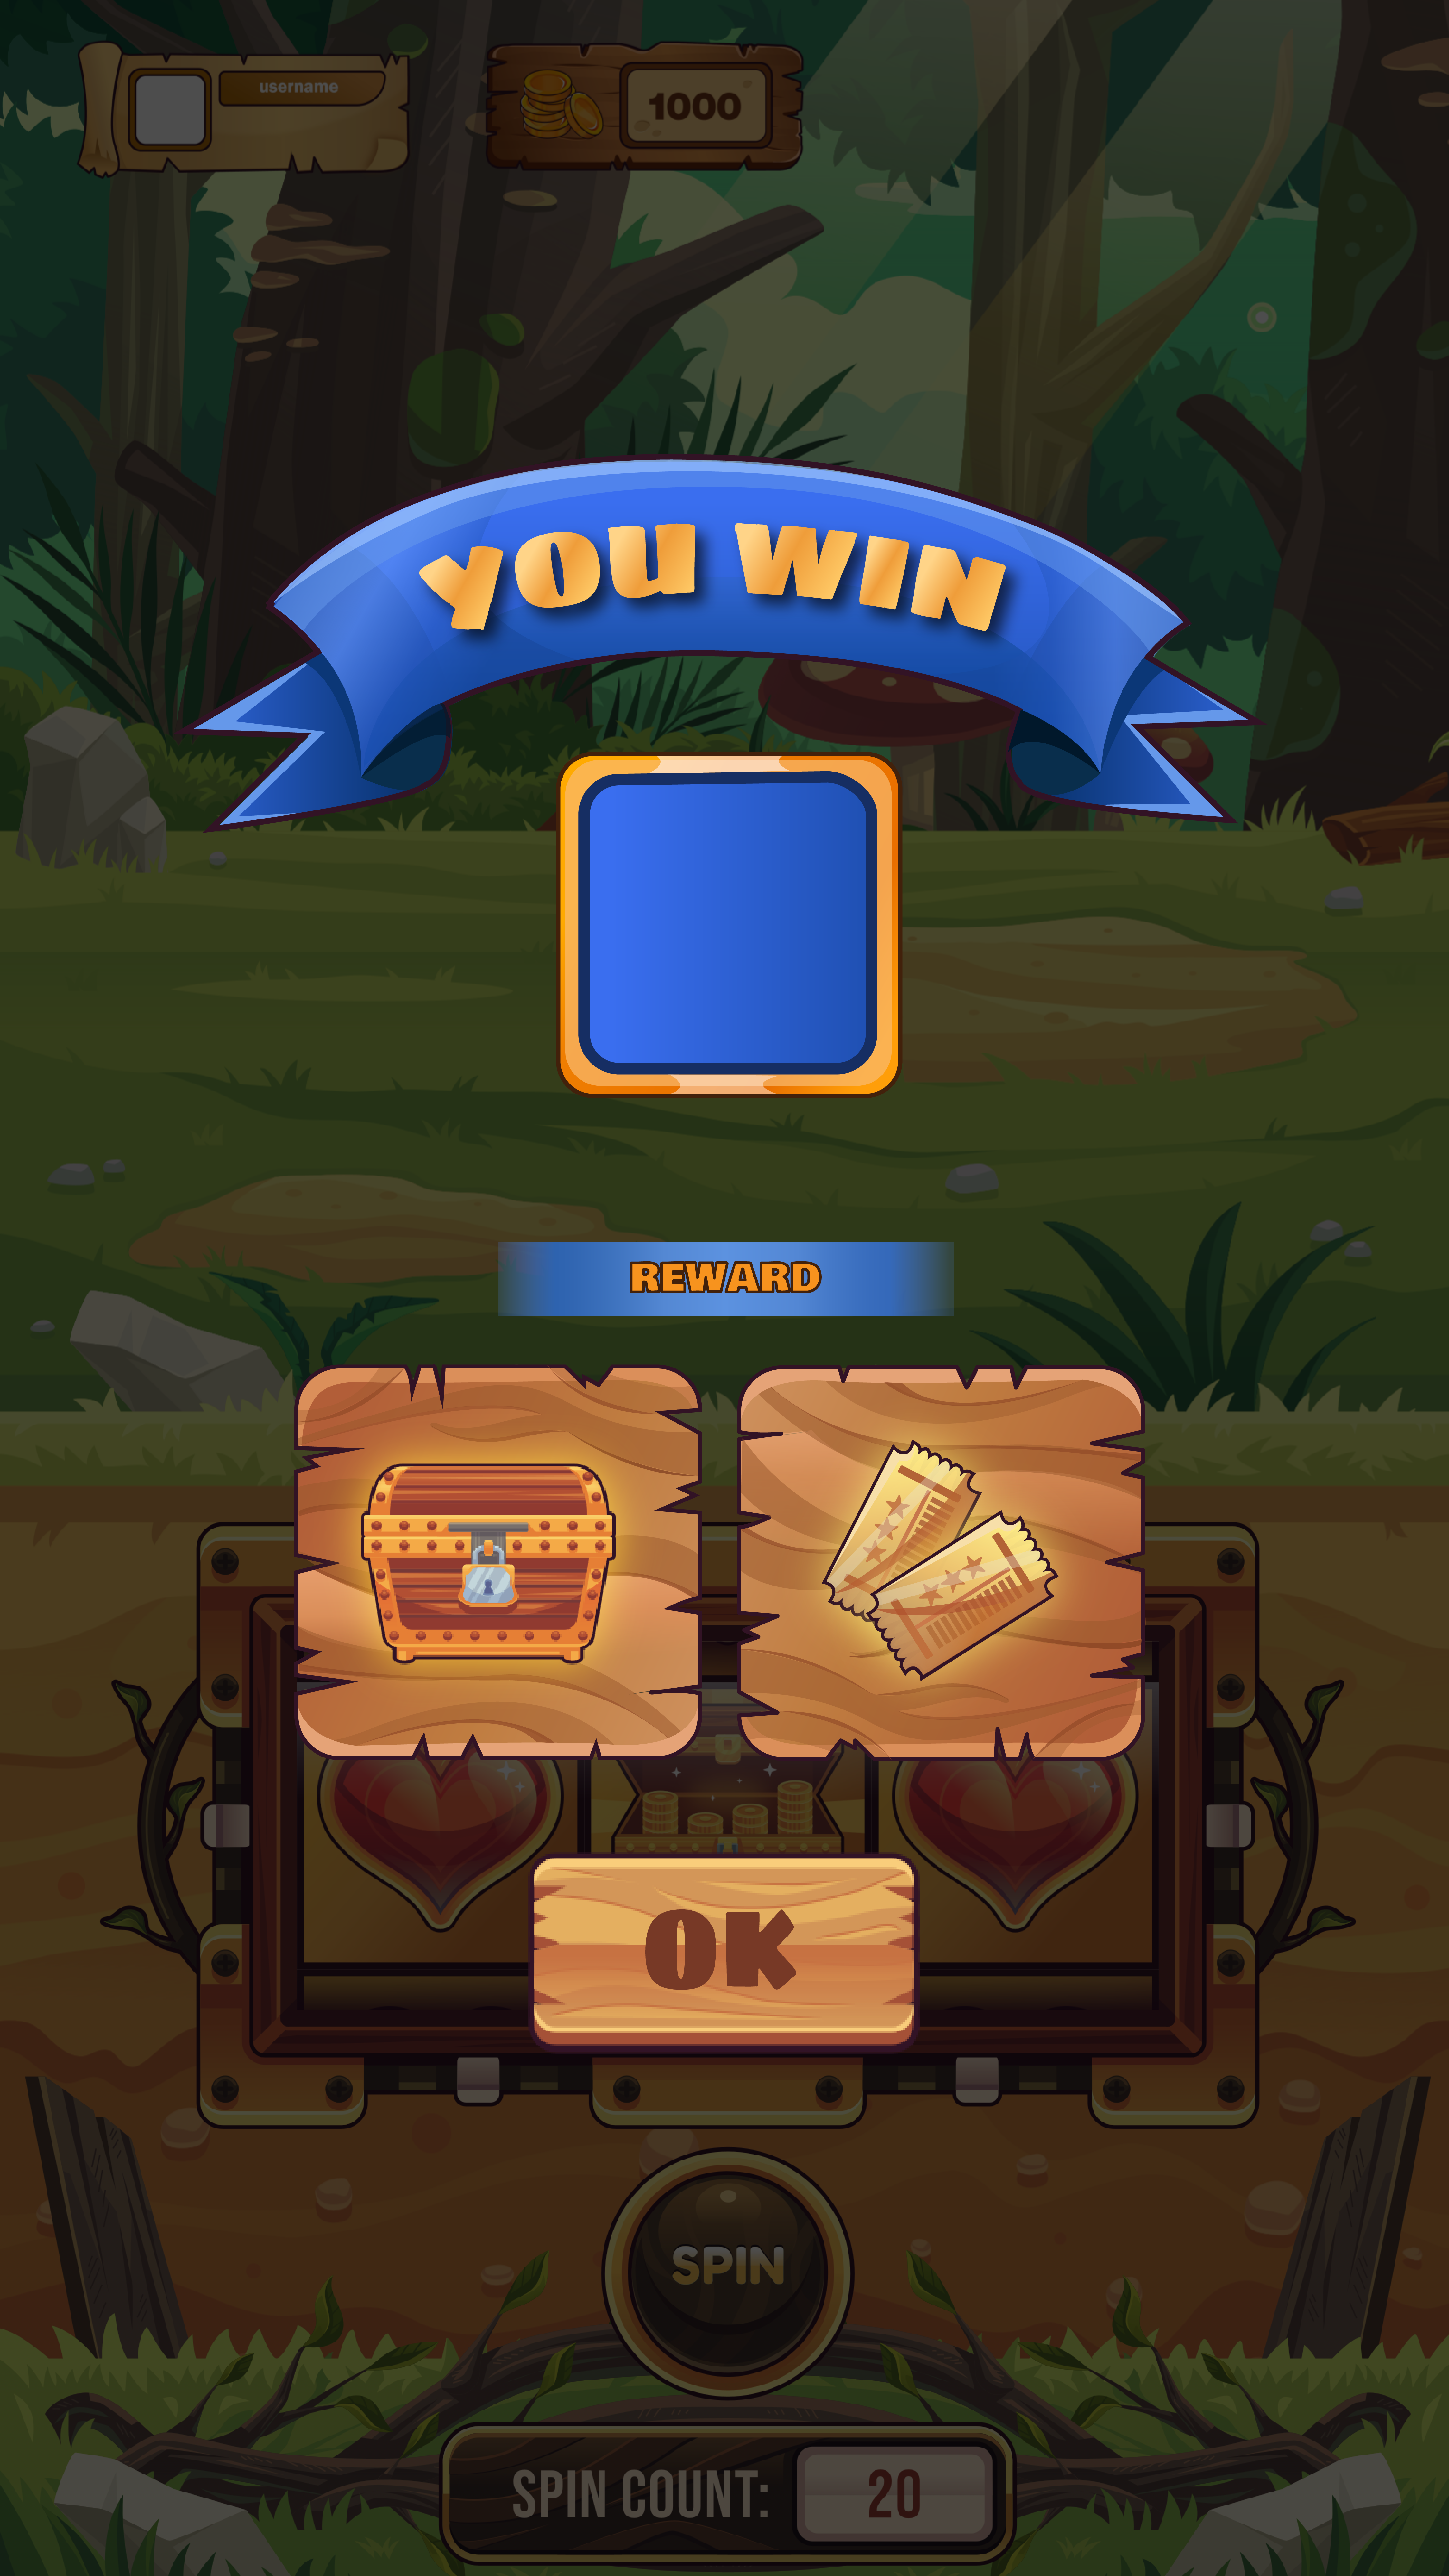 username
1000
YOU WIN
REWARD
OK
SPIN
SPIN COUNT: 20